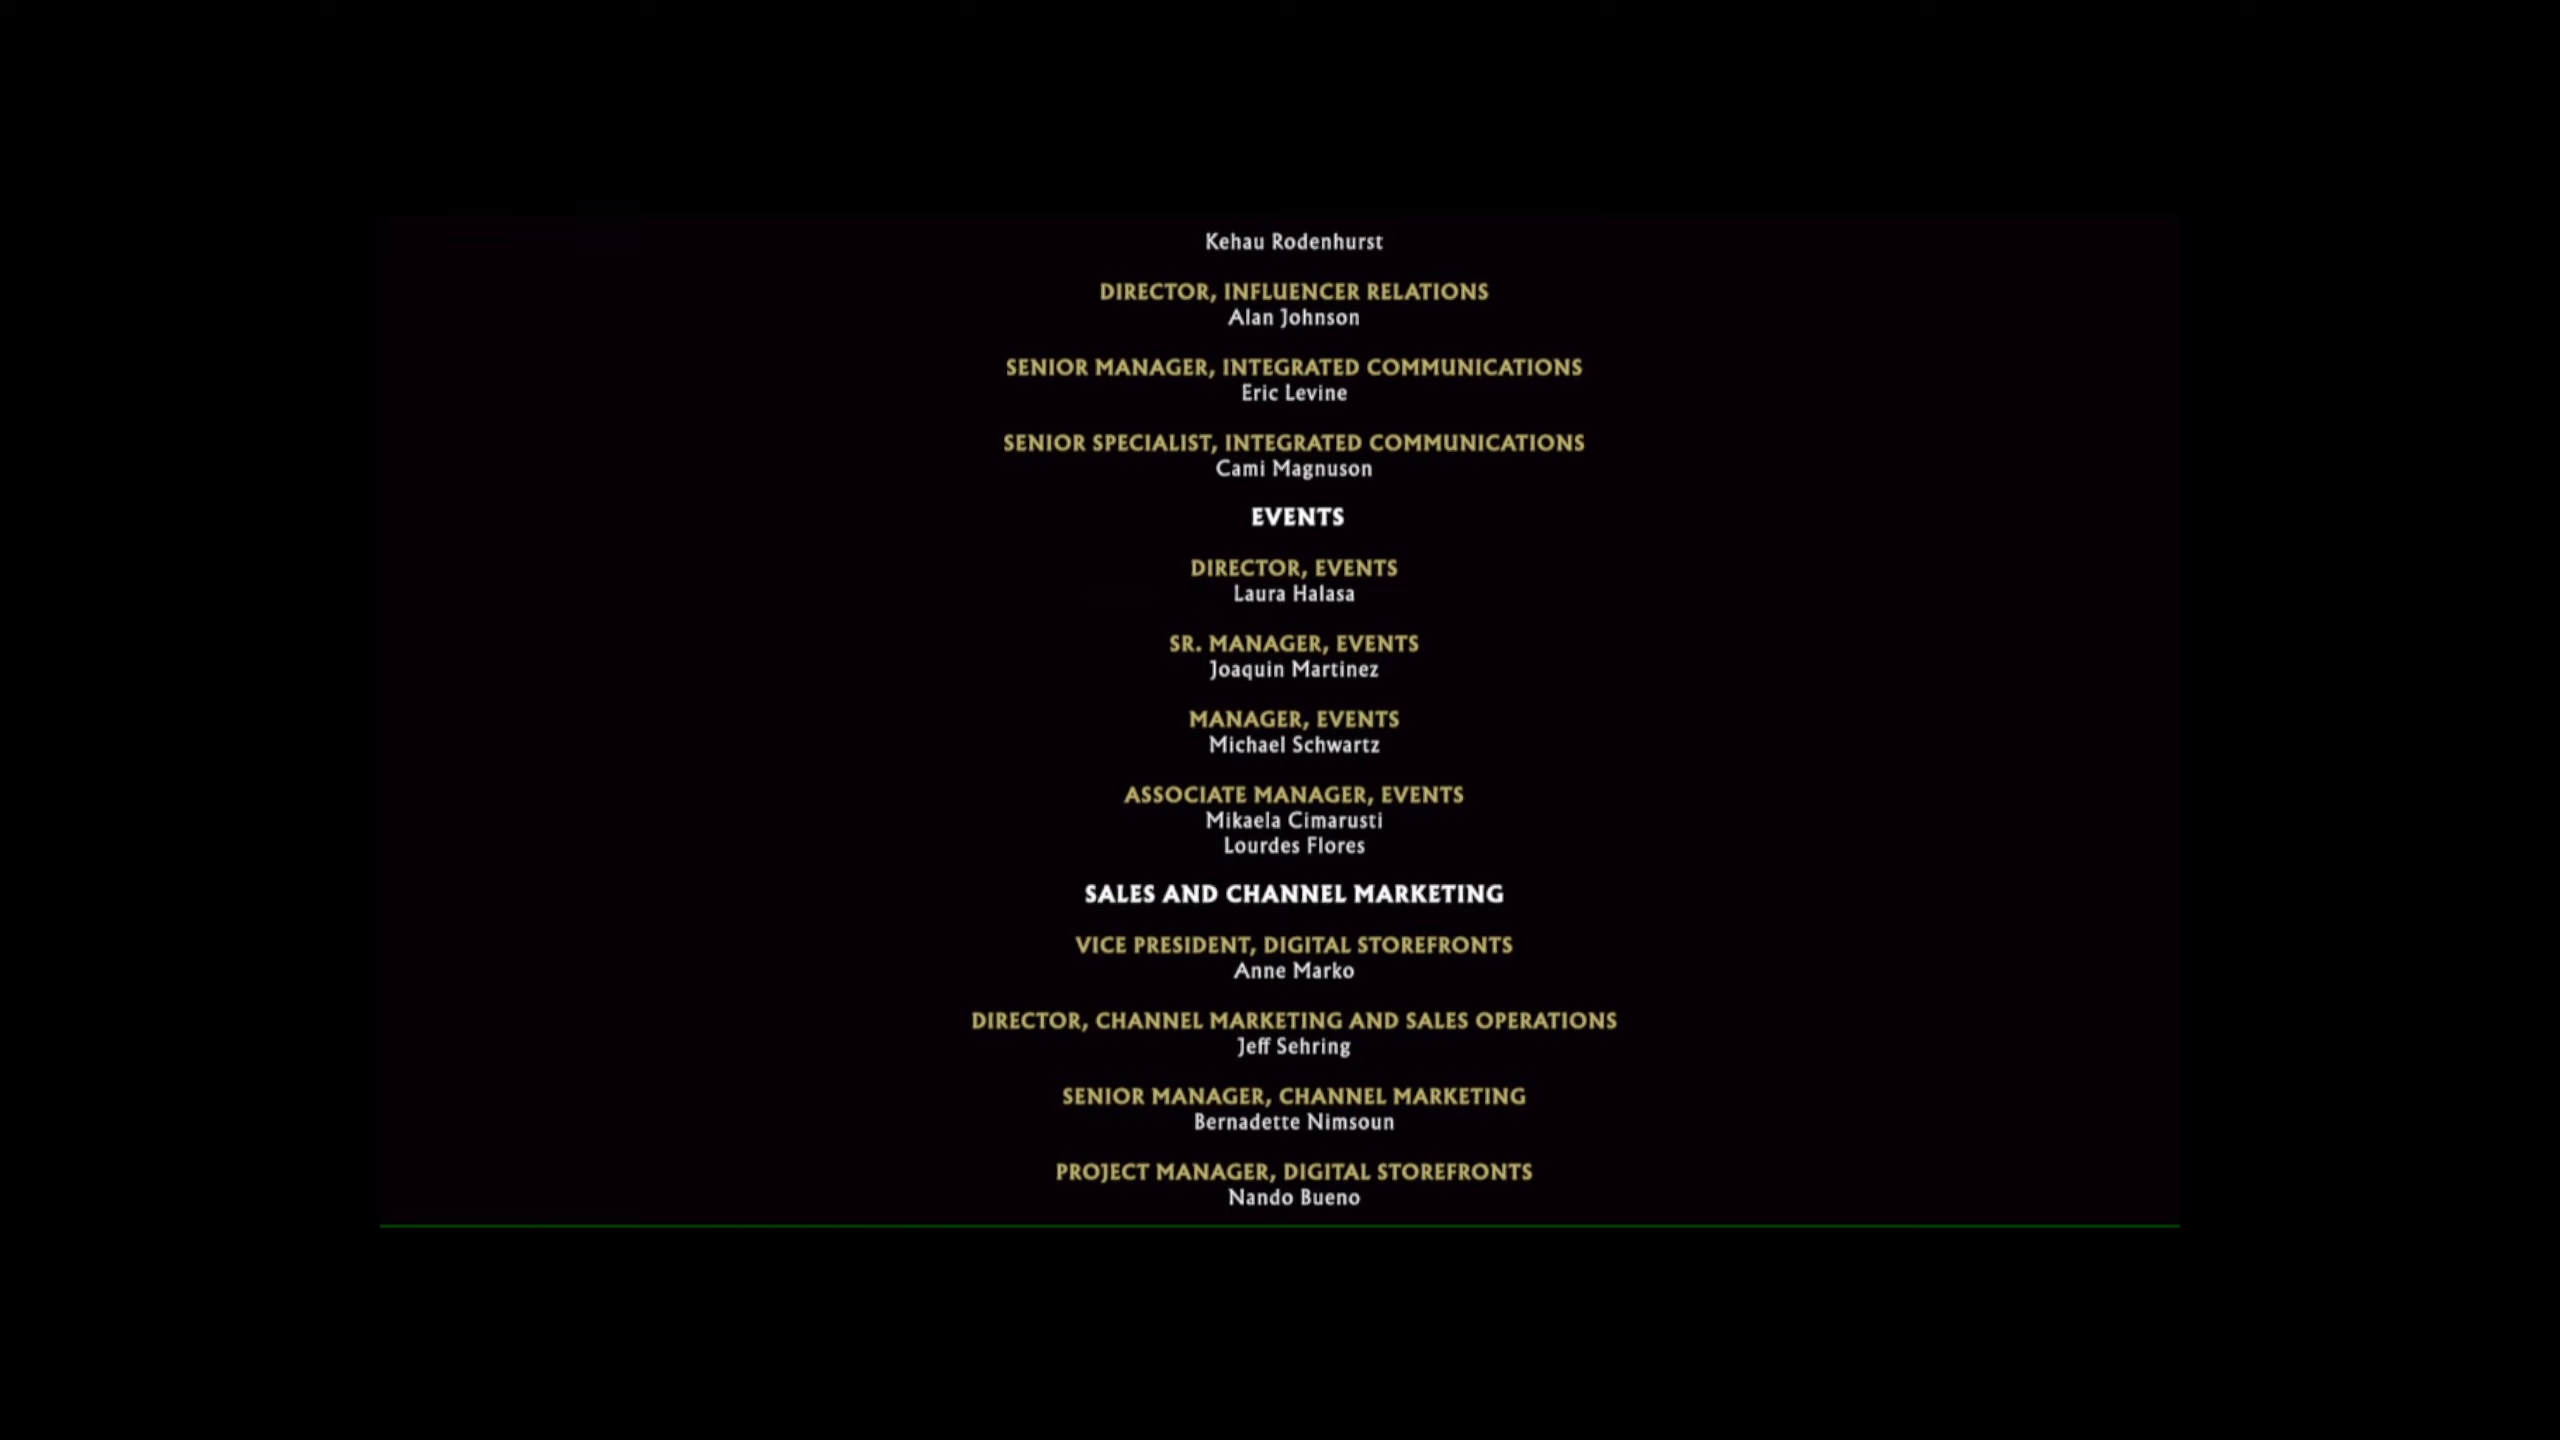 Kehau Rodenhurst
DIRECTOR, INFLUENCER RELATIONS
Alan Johnson
SENIOR MANAGER, INTEGRATED COMMUNICATIONS
Eric Levine
SENIOR SPECIALIST, INTEGRATED COMMUNICATIONS
Cami Magnuson
EVENTS
DIRECTOR, EVENTS
Laura Halasa
SR. MANAGER, EVENTS
Joaquin Martinez
MANAGER, EVENTS
Michael Schwartz
ASSOCIATE MANAGER, EVENTS
Mikaela Cimarusti
Lourdes Flores
SALES AND CHANNEL MARKETING
VICE PRESIDENT, DIGITAL STOREFRONTS
Anne Marko
DIRECTOR, CHANNEL MARKETING AND SALES OPERATIONS
Jeff Sehring
SENIOR MANAGER, CHANNEL MARKETING
Bernadette Nimsoun
PROJECT MANAGER, DIGITAL STOREFRONTS
Nando Bueno